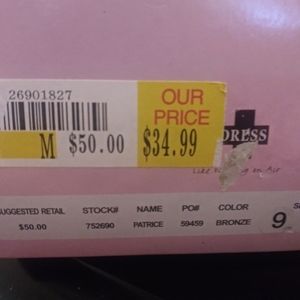 26901827
M $50.00
OUR
PRICE
$34.99
DRESS
Air
SUGGESTED RETAIL STOCK# NAME PO# COLOR
$50.00 752690 PATRICE 59459 BRONZE 9